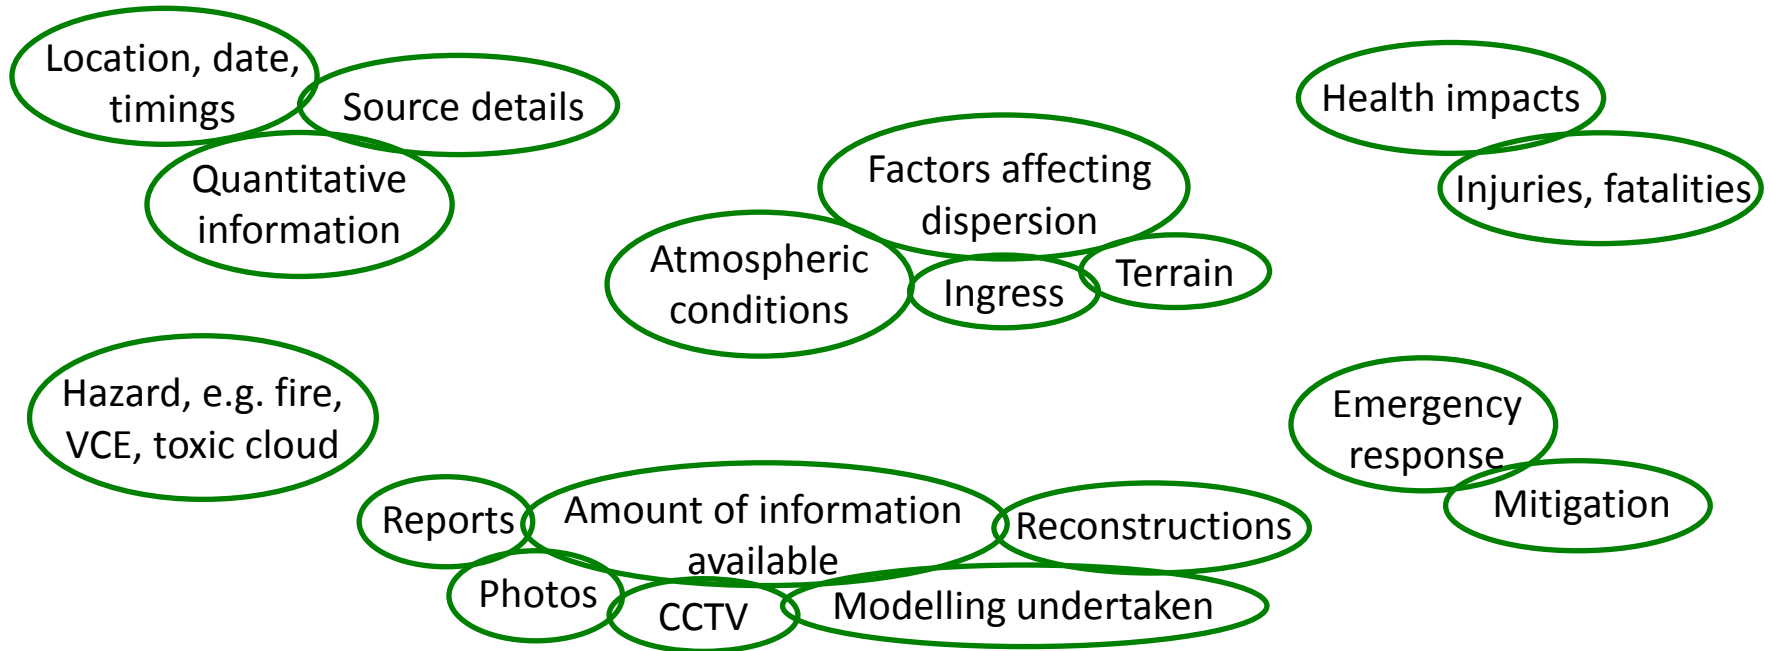 Location, date,
timings
Source details
Quantitative
information
Health impacts
Injuries, fatalities
Factors affecting
dispersion
Atmospheric
conditions
Ingress
Terrain
Hazard, e.g. fire,
VCE, toxic cloud
Emergency
response
Mitigation
Reports
Amount of information
available
Reconstructions
Photos
CCTV
Modelling undertaken